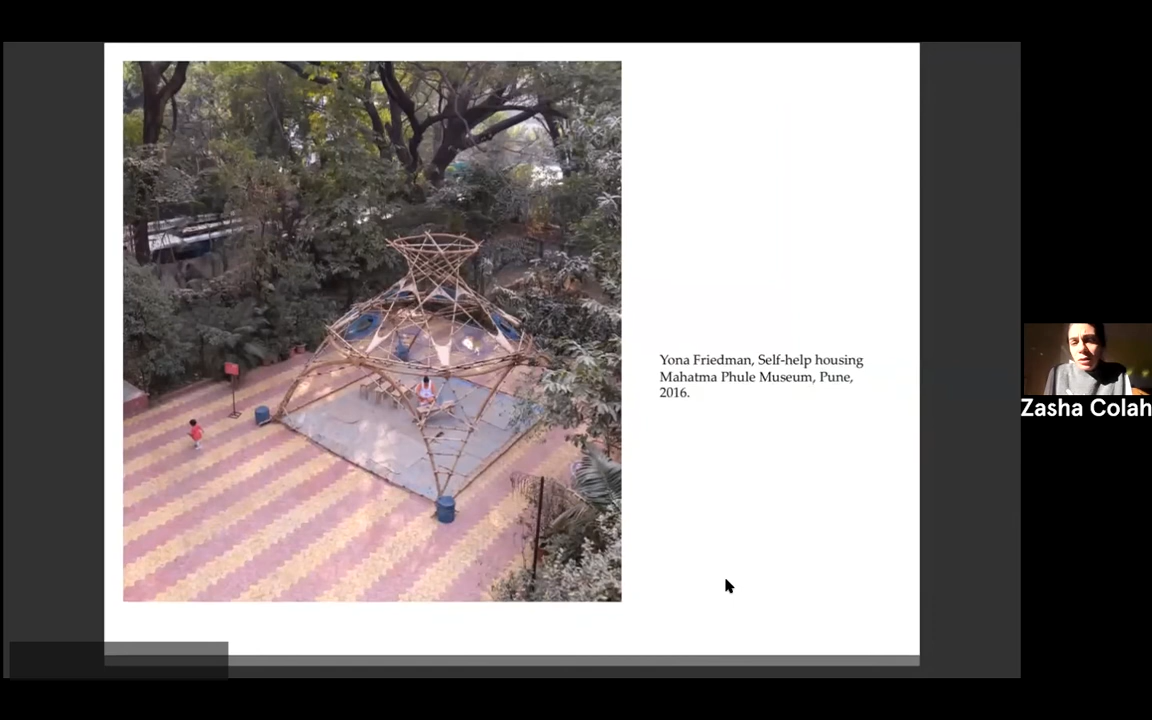 Yona Friedman, Self-help housing
Mahatma Phule Museum, Pune,
2016.
Zasha Colah